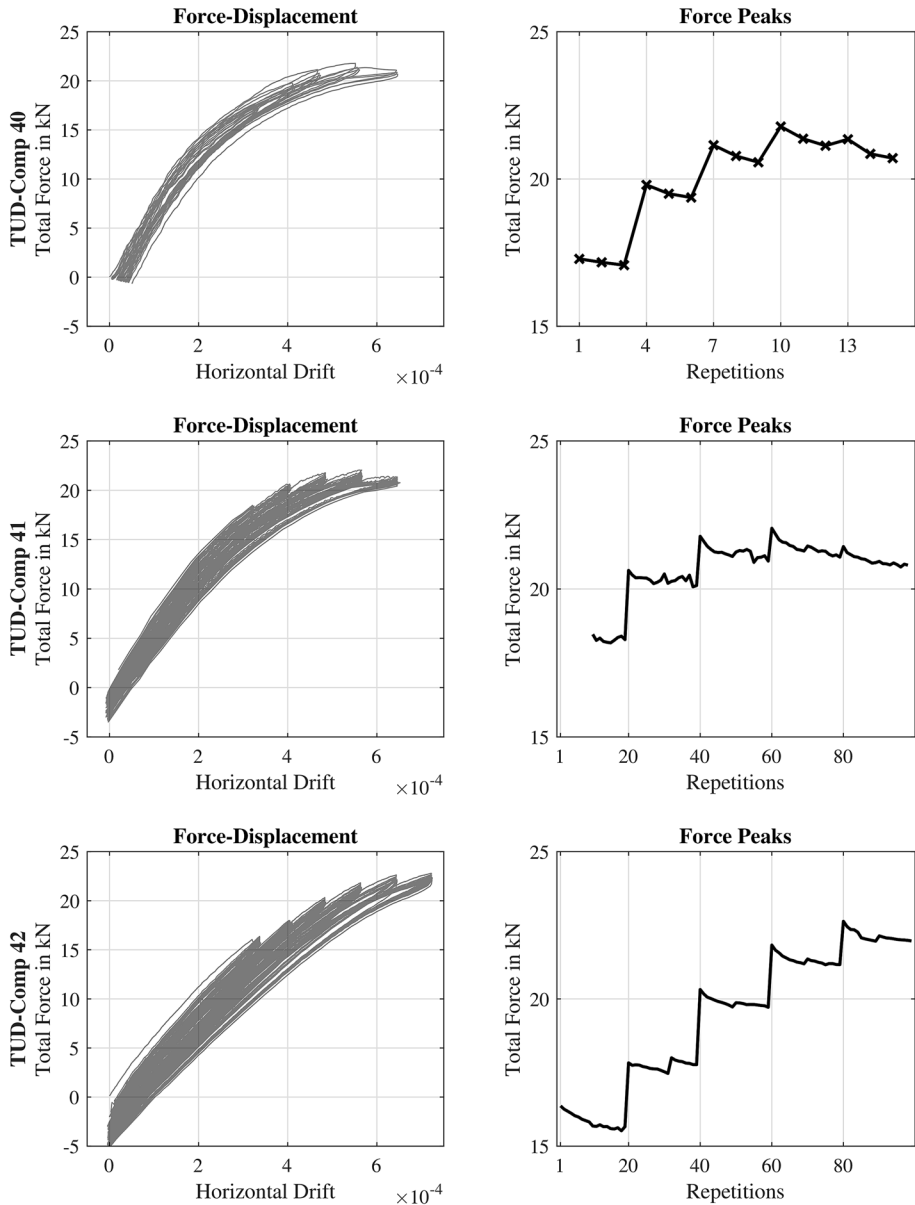 Force-Displacement
TUD-Comp 40
Total Force in kN
25
20
15
10
5
0
-5
0 2 4 6
Horizontal Drift
×10⁻⁴
Force Peaks
Total Force in kN
25
20
15
1 4 7 10 13
Repetitions
Force-Displacement
TUD-Comp 41
Total Force in kN
25
20
15
10
5
0
-5
0 2 4 6
Horizontal Drift
×10⁻⁴
Force Peaks
Total Force in kN
25
20
15
1 20 40 60 80
Repetitions
Force-Displacement
TUD-Comp 42
Total Force in kN
25
20
15
10
5
0
-5
0 2 4 6
Horizontal Drift
×10⁻⁴
Force Peaks
Total Force in kN
25
20
15
1 20 40 60 80
Repetitions